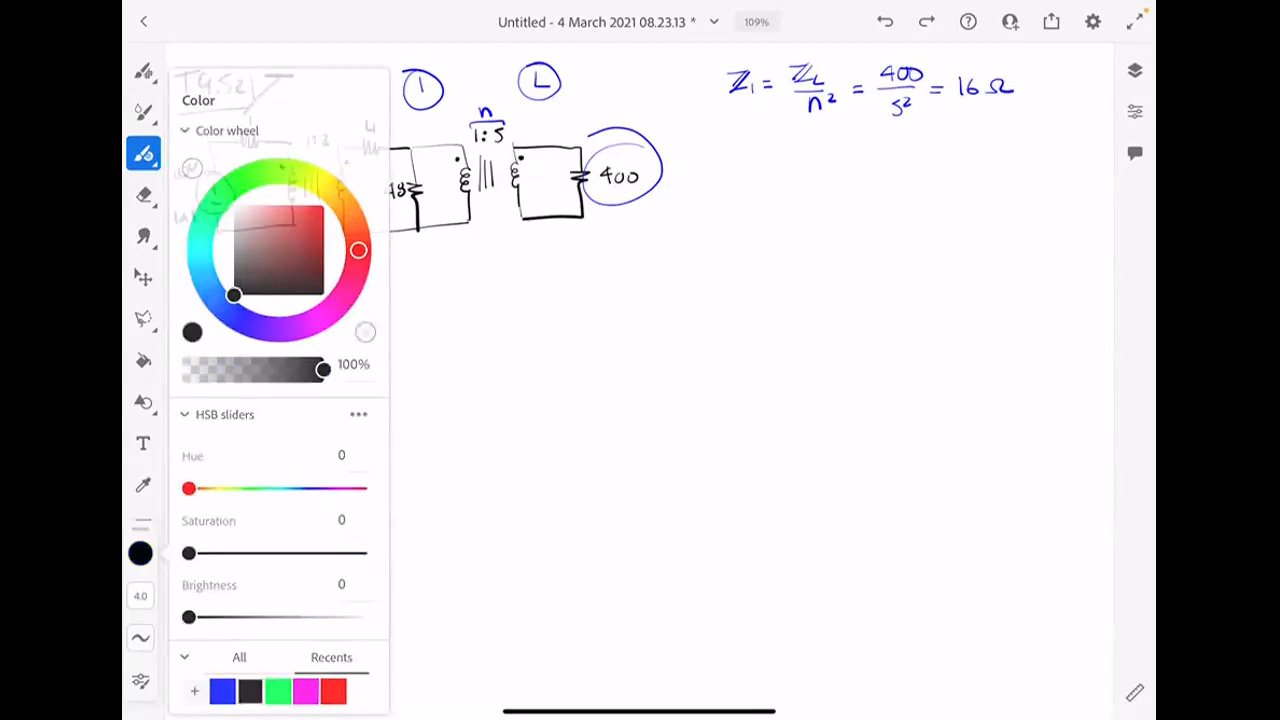 Untitled - 4 March 2021 08.23.13 *
109%
Color
Color wheel
100%
HSB sliders
Hue
0
Saturation
0
Brightness
0
All
Recents
4.0
T
1
L
n
1:5
400
Z₁ = Z_L/n² = 400/5² = 16 Ω